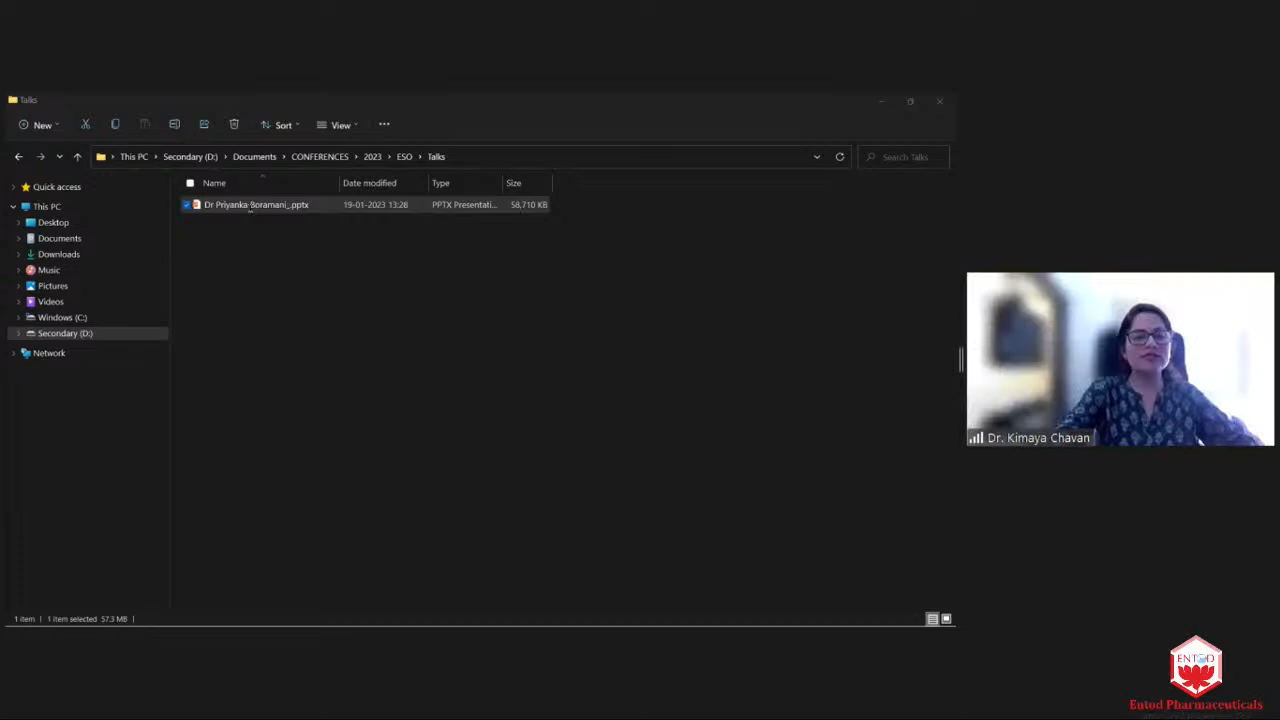 Talks
New
Sort
View
This PC
Secondary (D:)
Documents
CONFERENCES
2023
ESO
Talks
Search Talks
Name
Date modified
Type
Size
Dr Priyanka Boramani_.pptx
19-01-2023 13:28
PPTX Presentati...
58,710 KB
Quick access
This PC
Desktop
Documents
Downloads
Music
Pictures
Videos
Windows (C:)
Secondary (D:)
Network
1 item
1 item selected 57.3 MB
Dr. Kimaya Chavan
ENTOD
Entod Pharmaceuticals